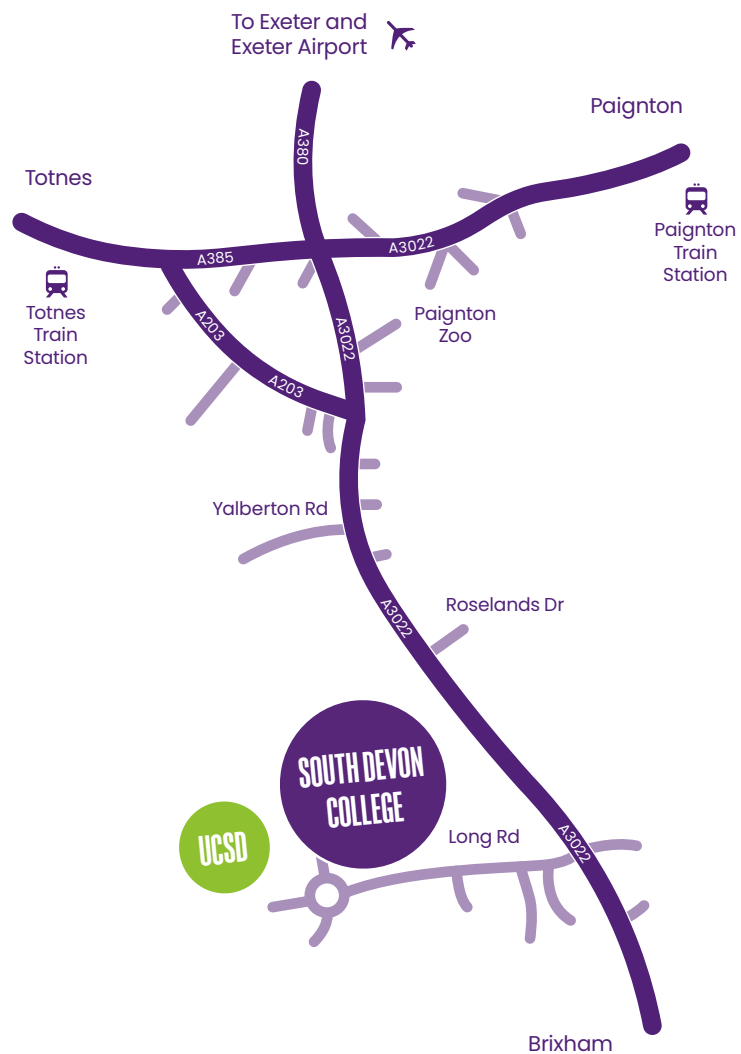 To Exeter and
Exeter Airport
Paignton
A380
Totnes
Paignton
Train
Station
A3022
A385
Totnes
Train
Station
A203
A3022
Paignton
Zoo
A203
Yalberton Rd
Roselands Dr
A3022
SOUTH DEVON
COLLEGE
UCSD
Long Rd
A3022
Brixham